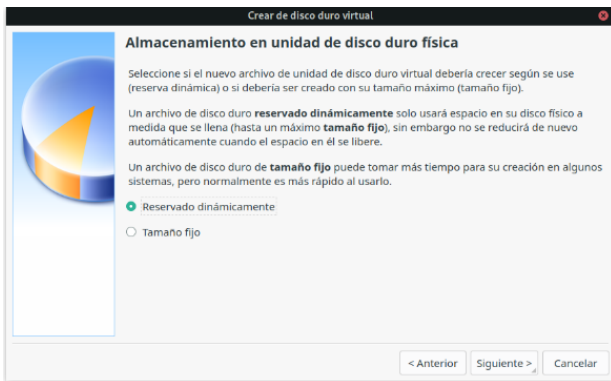 Crear de disco duro virtual
Almacenamiento en unidad de disco duro física
Seleccione si el nuevo archivo de unidad de disco duro virtual debería crecer según se use
(reserva dinámica) o si debería ser creado con su tamaño máximo (tamaño fijo).
Un archivo de disco duro reservado dinámicamente solo usará espacio en su disco físico a
medida que se llena (hasta un máximo tamaño fijo), sin embargo no se reducirá de nuevo
automáticamente cuando el espacio en él se libere.
Un archivo de disco duro de tamaño fijo puede tomar más tiempo para su creación en algunos
sistemas, pero normalmente es más rápido al usarlo.
Reservado dinámicamente
Tamaño fijo
< Anterior Siguiente > Cancelar